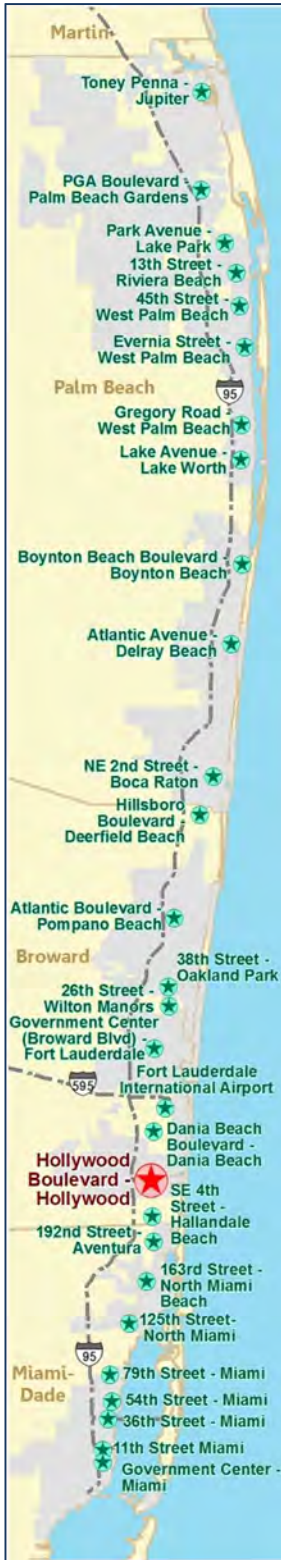 Martin
Toney Penna -
Jupiter
PGA Boulevard -
Palm Beach Gardens
Park Avenue -
Lake Park
13th Street -
Riviera Beach
45th Street -
West Palm Beach
Evernia Street -
West Palm Beach
Palm Beach
95
Gregory Road -
West Palm Beach
Lake Avenue -
Lake Worth
Boynton Beach Boulevard -
Boynton Beach
Atlantic Avenue -
Delray Beach
NE 2nd Street -
Boca Raton
Hillsboro
Boulevard -
Deerfield Beach
Atlantic Boulevard -
Pompano Beach
Broward
38th Street -
Oakland Park
26th Street -
Wilton Manors
Government Center
(Broward Blvd) -
Fort Lauderdale
595
Fort Lauderdale
International Airport
Dania Beach
Boulevard -
Dania Beach
Hollywood
Boulevard -
Hollywood
SE 4th
Street -
Hallandale
Beach
192nd Street -
Aventura
163rd Street -
North Miami
Beach
125th Street-
North Miami
95
Miami-
Dade
79th Street - Miami
54th Street - Miami
36th Street - Miami
11th Street Miami
Government Center -
Miami